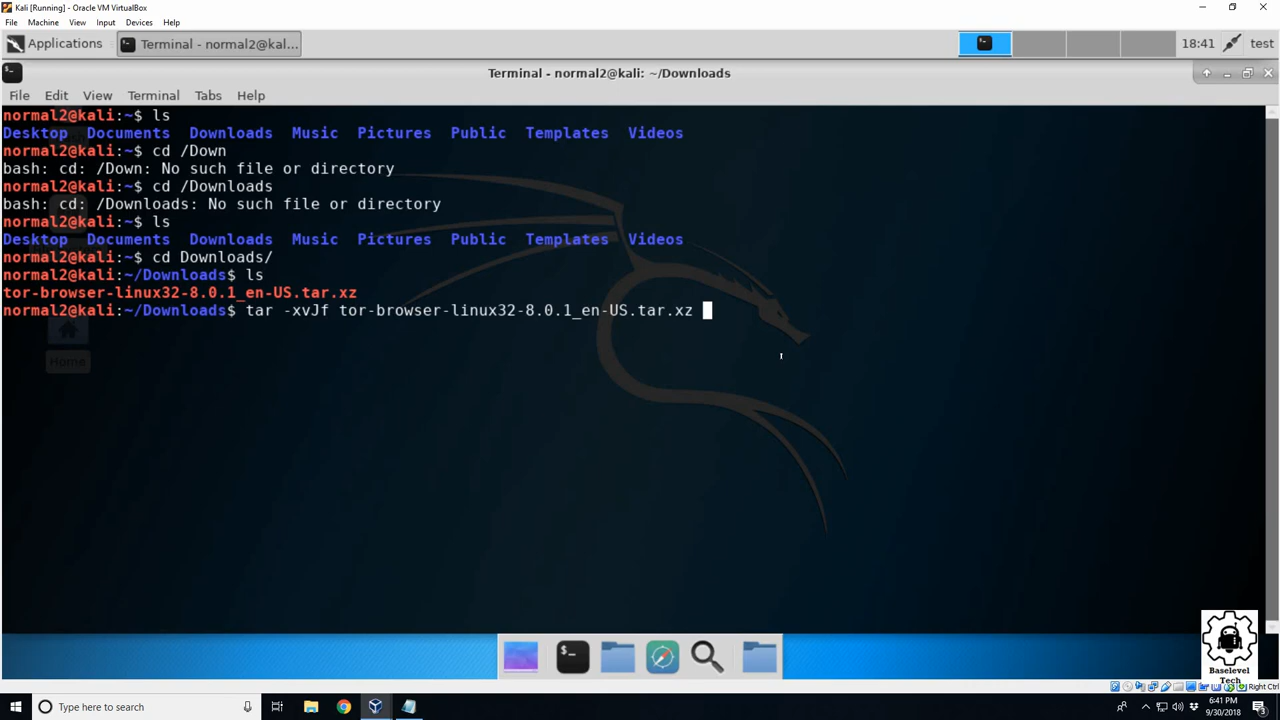 Kali [Running] - Oracle VM VirtualBox
File Machine View Input Devices Help
Applications Terminal - normal2@kal... 18:41 test
Terminal - normal2@kali: ~/Downloads
File Edit View Terminal Tabs Help
normal2@kali:~$ ls
Desktop Documents Downloads Music Pictures Public Templates Videos
normal2@kali:~$ cd /Down
bash: cd: /Down: No such file or directory
normal2@kali:~$ cd /Downloads
bash: cd: /Downloads: No such file or directory
normal2@kali:~$ ls
Desktop Documents Downloads Music Pictures Public Templates Videos
normal2@kali:~$ cd Downloads/
normal2@kali:~/Downloads$ ls
tor-browser-linux32-8.0.1_en-US.tar.xz
normal2@kali:~/Downloads$ tar -xvJf tor-browser-linux32-8.0.1_en-US.tar.xz
Home
$_
Baselevel
Tech
Right Ctrl
Type here to search
6:41 PM
9/30/2018
3